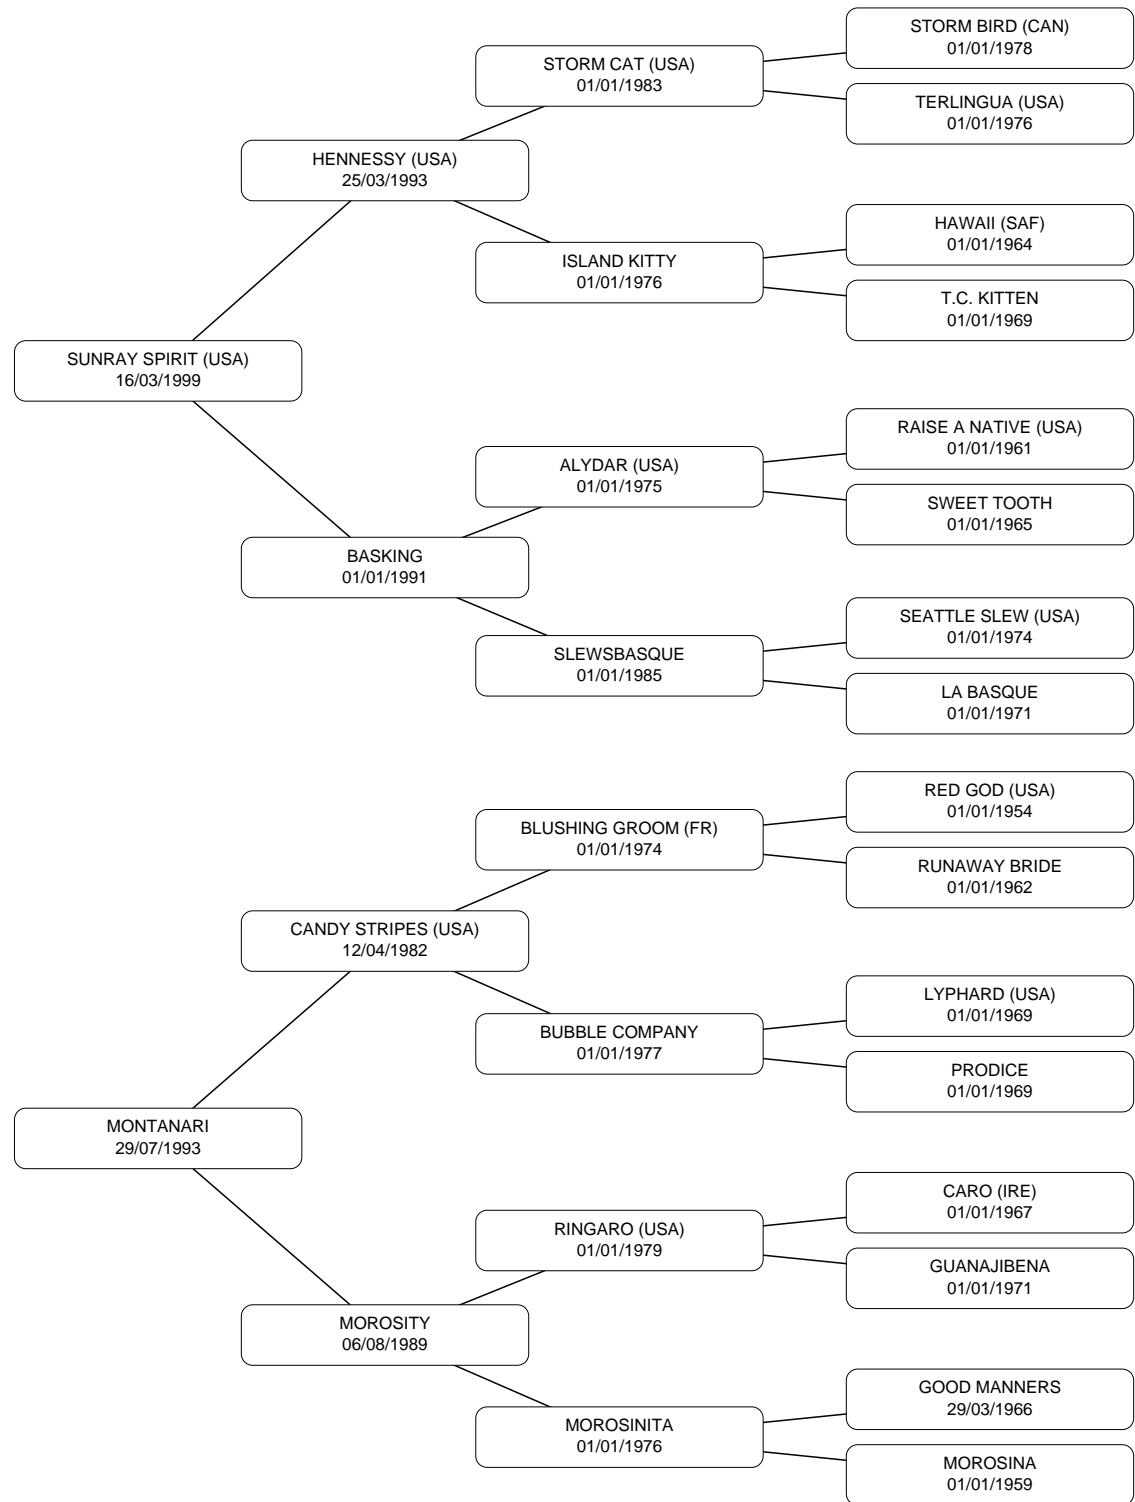 STORM BIRD (CAN)
01/01/1978
STORM CAT (USA)
01/01/1983
TERLINGUA (USA)
01/01/1976
HENNESSY (USA)
25/03/1993
HAWAII (SAF)
01/01/1964
ISLAND KITTY
01/01/1976
T.C. KITTEN
01/01/1969
SUNRAY SPIRIT (USA)
16/03/1999
RAISE A NATIVE (USA)
01/01/1961
ALYDAR (USA)
01/01/1975
SWEET TOOTH
01/01/1965
BASKING
01/01/1991
SEATTLE SLEW (USA)
01/01/1974
SLEWSBASQUE
01/01/1985
LA BASQUE
01/01/1971
RED GOD (USA)
01/01/1954
BLUSHING GROOM (FR)
01/01/1974
RUNAWAY BRIDE
01/01/1962
CANDY STRIPES (USA)
12/04/1982
LYPHARD (USA)
01/01/1969
BUBBLE COMPANY
01/01/1977
PRODICE
01/01/1969
MONTANARI
29/07/1993
CARO (IRE)
01/01/1967
RINGARO (USA)
01/01/1979
GUANAJIBENA
01/01/1971
MOROSITY
06/08/1989
GOOD MANNERS
29/03/1966
MOROSINITA
01/01/1976
MOROSINA
01/01/1959